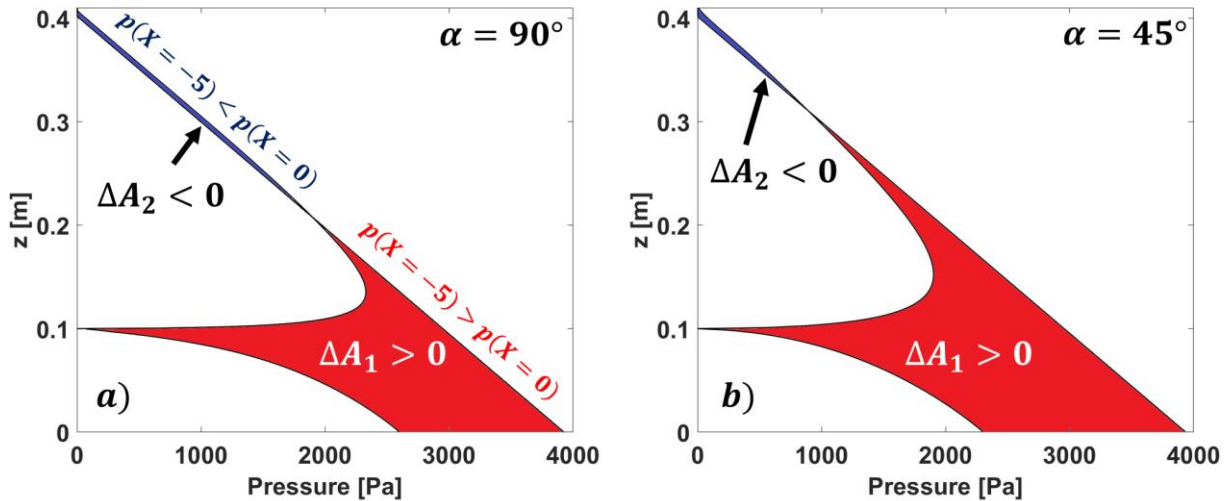 0.4
0.3
0.2
0.1
0
z [m]
α = 90°
p(X = −5) < p(X = 0)
ΔA₂ < 0
p(X = −5) > p(X = 0)
ΔA₁ > 0
a)
0 1000 2000 3000 4000
Pressure [Pa]
0.4
0.3
0.2
0.1
0
z [m]
α = 45°
ΔA₂ < 0
ΔA₁ > 0
b)
0 1000 2000 3000 4000
Pressure [Pa]